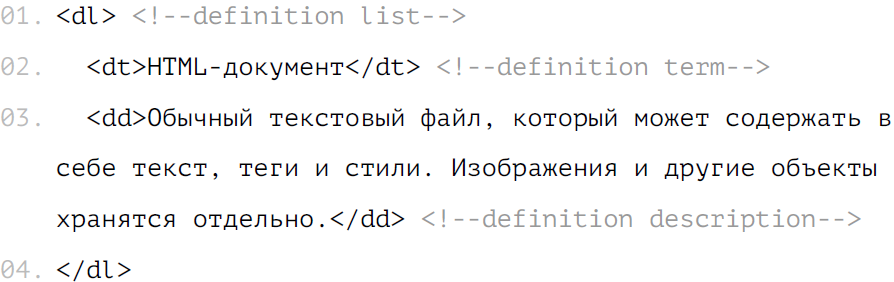 01. <dl> <!--definition list-->
02. <dt>HTML-документ</dt> <!--definition term-->
03. <dd>Обычный текстовый файл, который может содержать в
себе текст, теги и стили. Изображения и другие объекты
хранятся отдельно.</dd> <!--definition description-->
04. </dl>